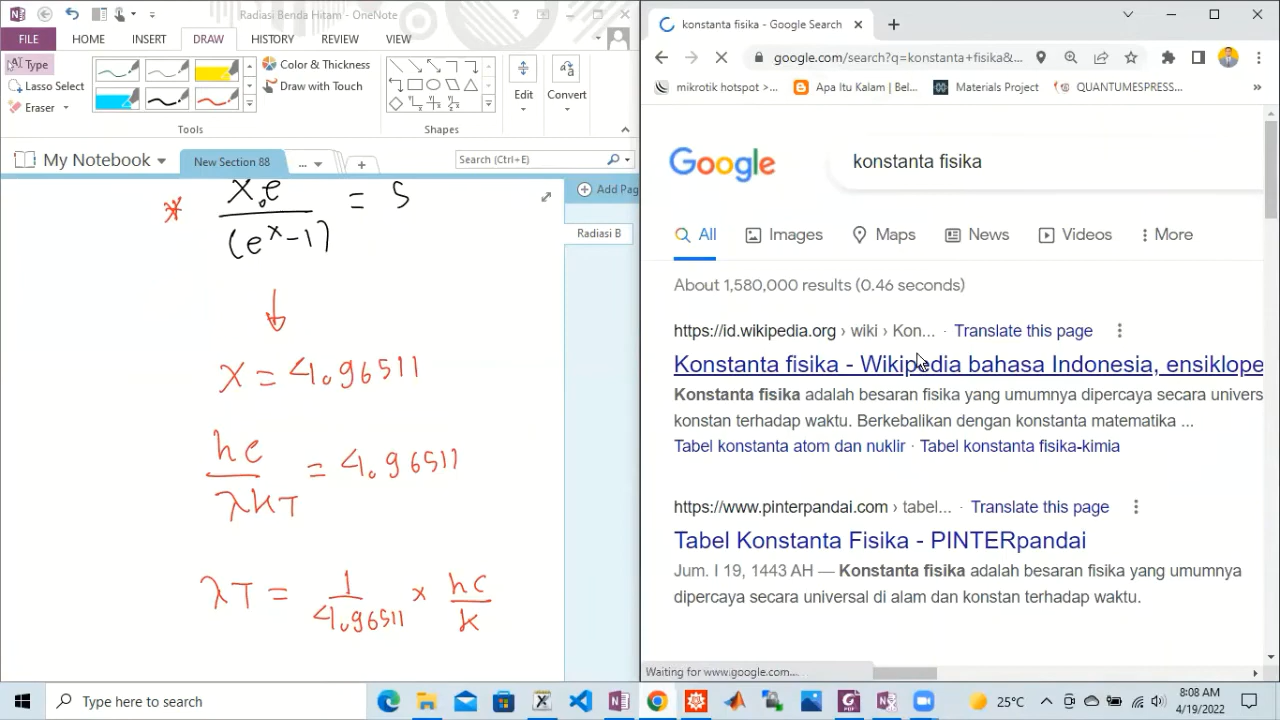 Radiasi Benda Hitam - OneNote
FILE HOME INSERT DRAW HISTORY REVIEW VIEW
Type
Lasso Select
Eraser
Color & Thickness
Draw with Touch
Edit
Convert
Tools
Shapes
My Notebook
New Section 88
...
Search (Ctrl+E)
Add Pag
Radiasi B
* x.e / (e^x-1) = 5
↓
x = 4.96511
hc / λkT = 4.96511
λT = 1 / 4.96511 × hc / k
konstanta fisika - Google Search
google.com/search?q=konstanta+fisika&...
mikrotik hotspot >...
Apa Itu Kalam | Bel...
Materials Project
QUANTUMESPRESS...
Google
konstanta fisika
All Images Maps News Videos More
About 1,580,000 results (0.46 seconds)
https://id.wikipedia.org › wiki › Kon... · Translate this page
Konstanta fisika - Wikipedia bahasa Indonesia, ensiklope
Konstanta fisika adalah besaran fisika yang umumnya dipercaya secara univers
konstan terhadap waktu. Berkebalikan dengan konstanta matematika ...
Tabel konstanta atom dan nuklir · Tabel konstanta fisika-kimia
https://www.pinterpandai.com › tabel... · Translate this page
Tabel Konstanta Fisika - PINTERpandai
Jum. I 19, 1443 AH — Konstanta fisika adalah besaran fisika yang umumnya
dipercaya secara universal di alam dan konstan terhadap waktu.
Waiting for www.google.com...
Type here to search
25°C
8:08 AM
4/19/2022